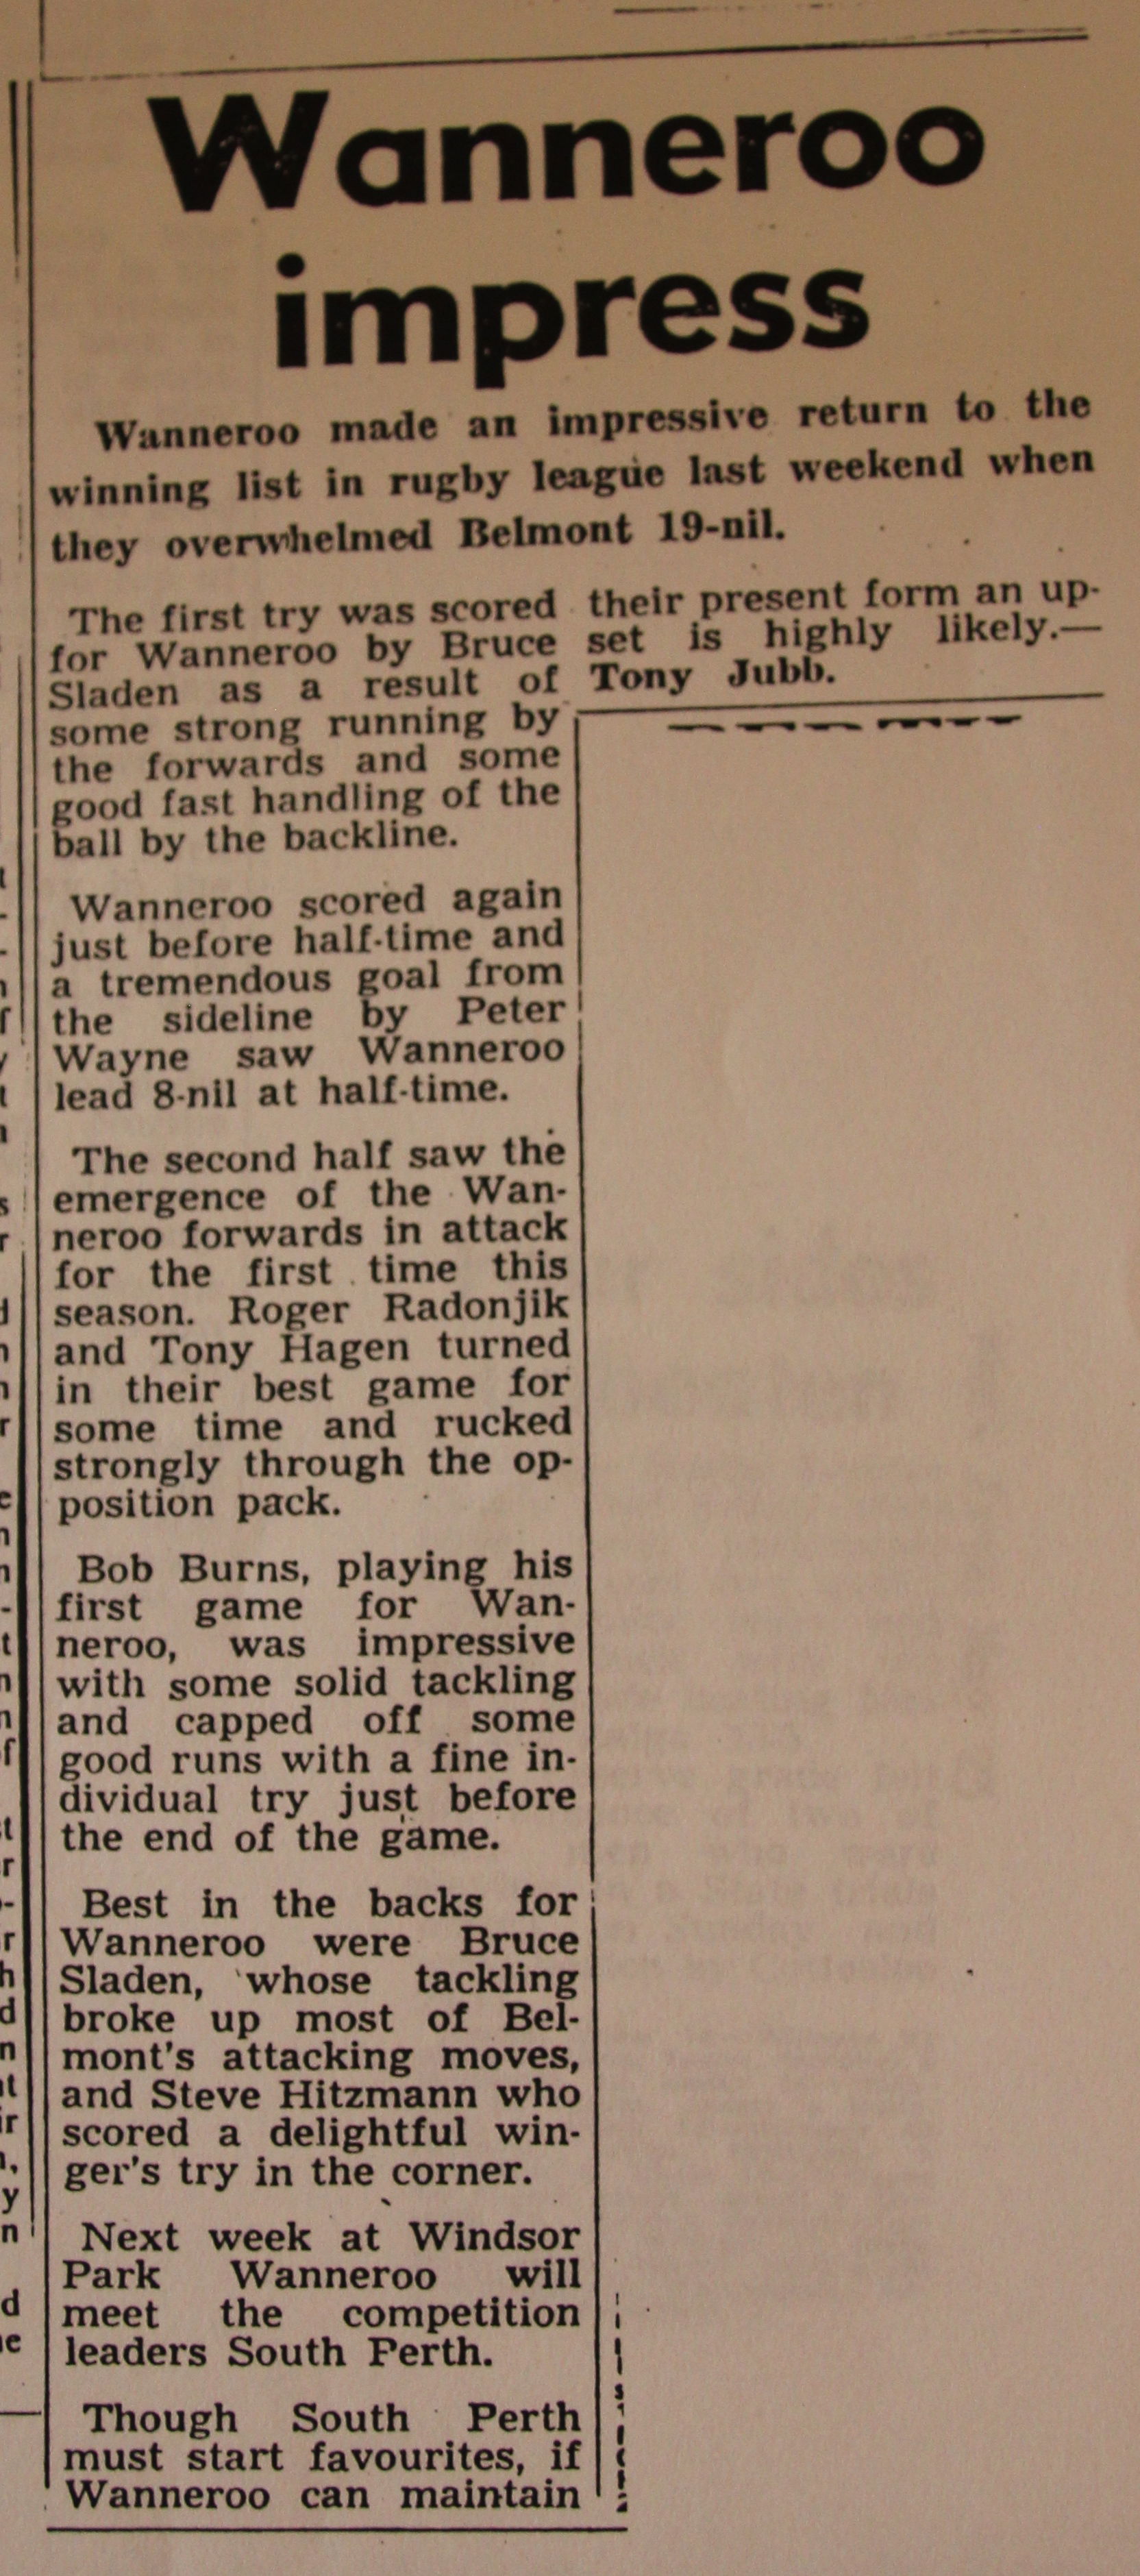 Wanneroo
impress
Wanneroo made an impressive return to the
winning list in rugby league last weekend when
they overwhelmed Belmont 19-nil.
The first try was scored
for Wanneroo by Bruce
Sladen as a result of
some strong running by
the forwards and some
good fast handling of the
ball by the backline.
Wanneroo scored again
just before half-time and
a tremendous goal from
the sideline by Peter
Wayne saw Wanneroo
lead 8-nil at half-time.
The second half saw the
emergence of the Wan-
neroo forwards in attack
for the first time this
season. Roger Radonjik
and Tony Hagen turned
in their best game for
some time and rucked
strongly through the op-
position pack.
Bob Burns, playing his
first game for Wan-
neroo, was impressive
with some solid tackling
and capped off some
good runs with a fine in-
dividual try just before
the end of the game.
Best in the backs for
Wanneroo were Bruce
Sladen, whose tackling
broke up most of Bel-
mont's attacking moves,
and Steve Hitzmann who
scored a delightful win-
ger's try in the corner.
Next week at Windsor
Park Wanneroo will
meet the competition
leaders South Perth.
Though South Perth
must start favourites, if
Wanneroo can maintain
their present form an up-
set is highly likely.—
Tony Jubb.